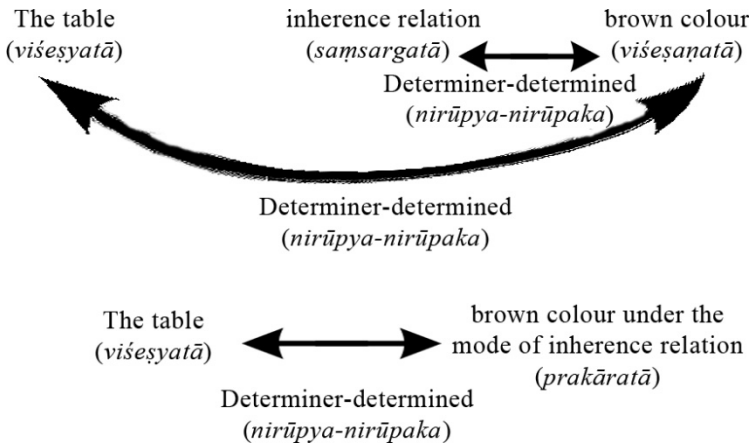 The table
(viśeṣyatā)
inherence relation
(saṃsargatā)
brown colour
(viśeṣaṇatā)
Determiner-determined
(nirūpya-nirūpaka)
Determiner-determined
(nirūpya-nirūpaka)
The table
(viśeṣyatā)
brown colour under the
mode of inherence relation
(prakāratā)
Determiner-determined
(nirūpya-nirūpaka)